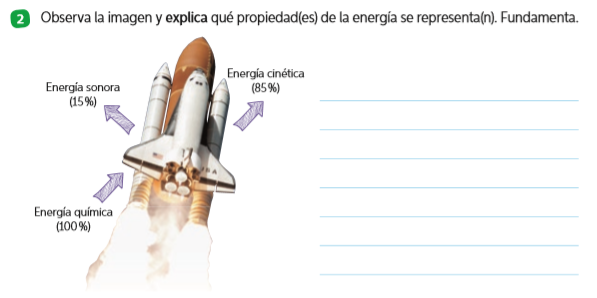 2 Observa la imagen y explica qué propiedad(es) de la energía se representa(n). Fundamenta.
Energía sonora
(15%)
Energía cinética
(85%)
Energía química
(100%)